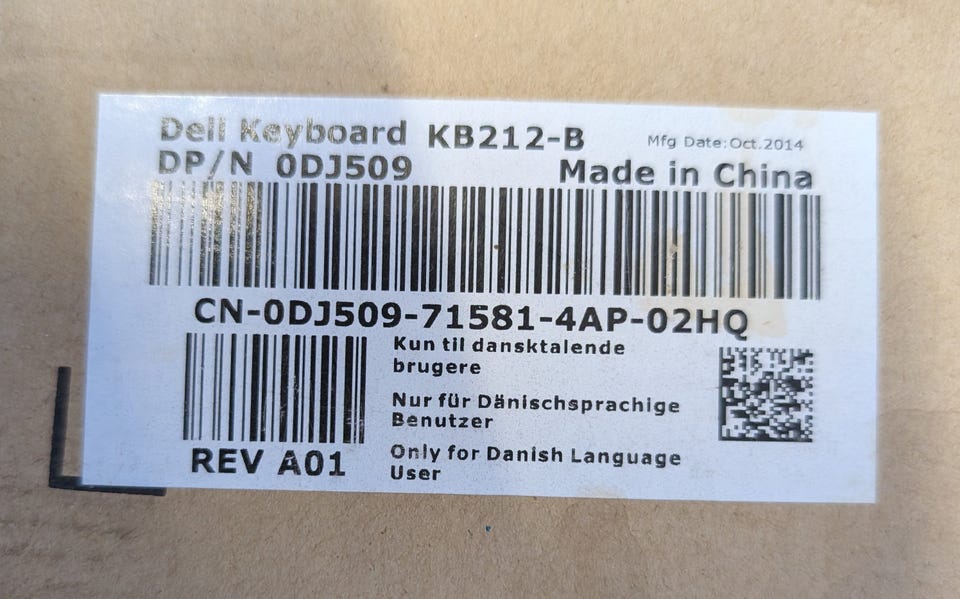 Dell Keyboard KB212-B Mfg Date:Oct.2014
DP/N 0DJ509 Made in China
CN-0DJ509-71581-4AP-02HQ
Kun til dansktalende
brugere
Nur für Dänischsprachige
Benutzer
Only for Danish Language
User
REV A01